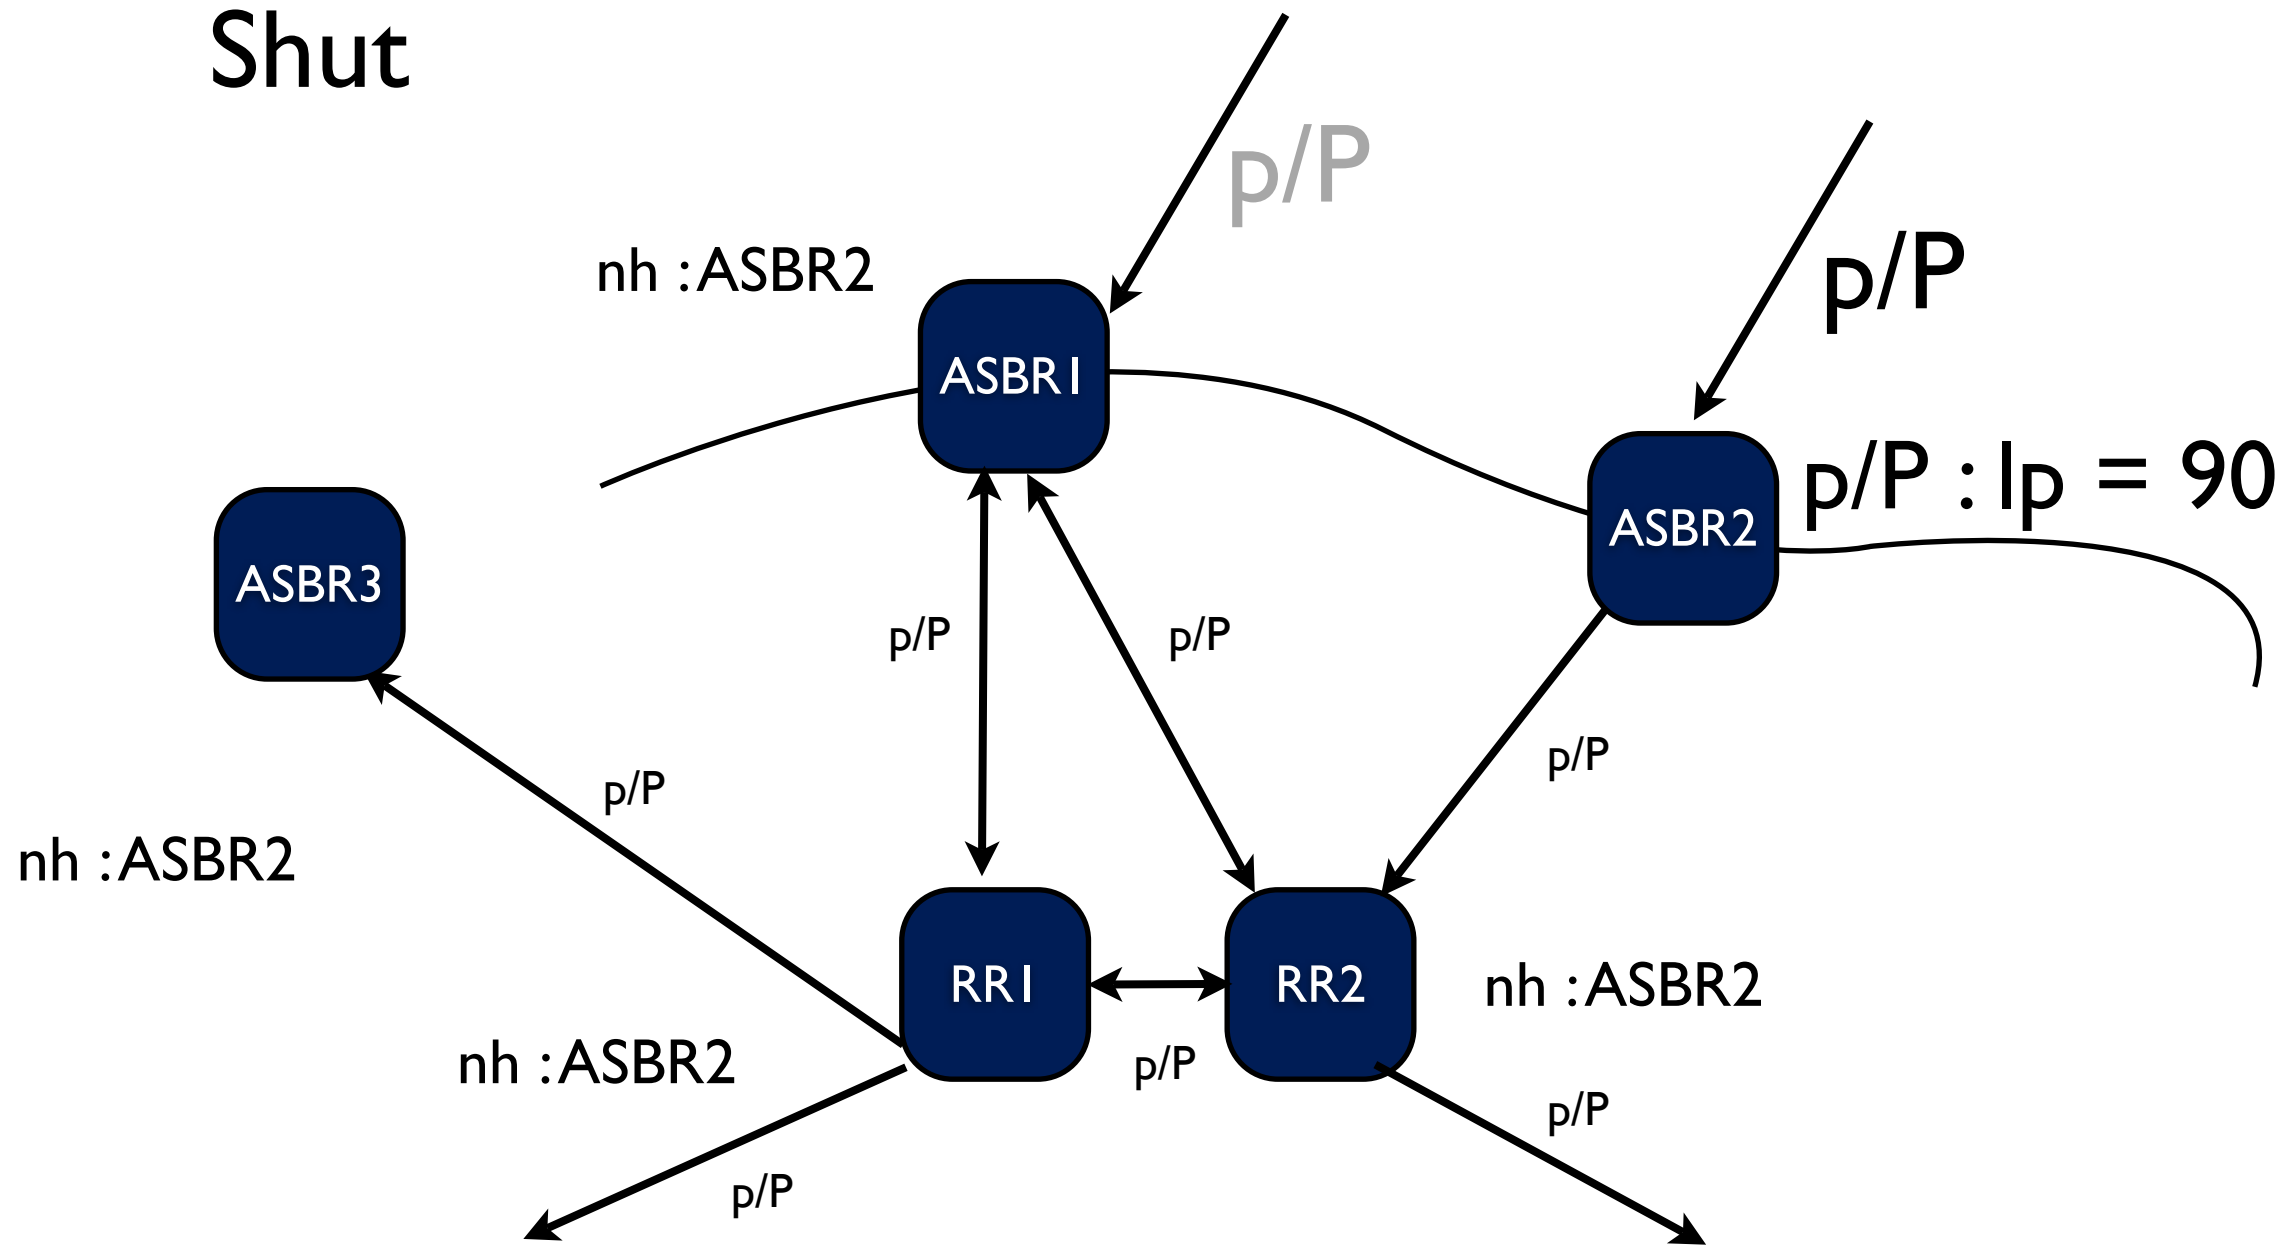 Shut
p/P
p/P
nh : ASBR2
ASBR1
p/P : lp = 90
ASBR2
ASBR3
p/P
p/P
p/P
p/P
nh : ASBR2
RR1
RR2
nh : ASBR2
nh : ASBR2
p/P
p/P
p/P